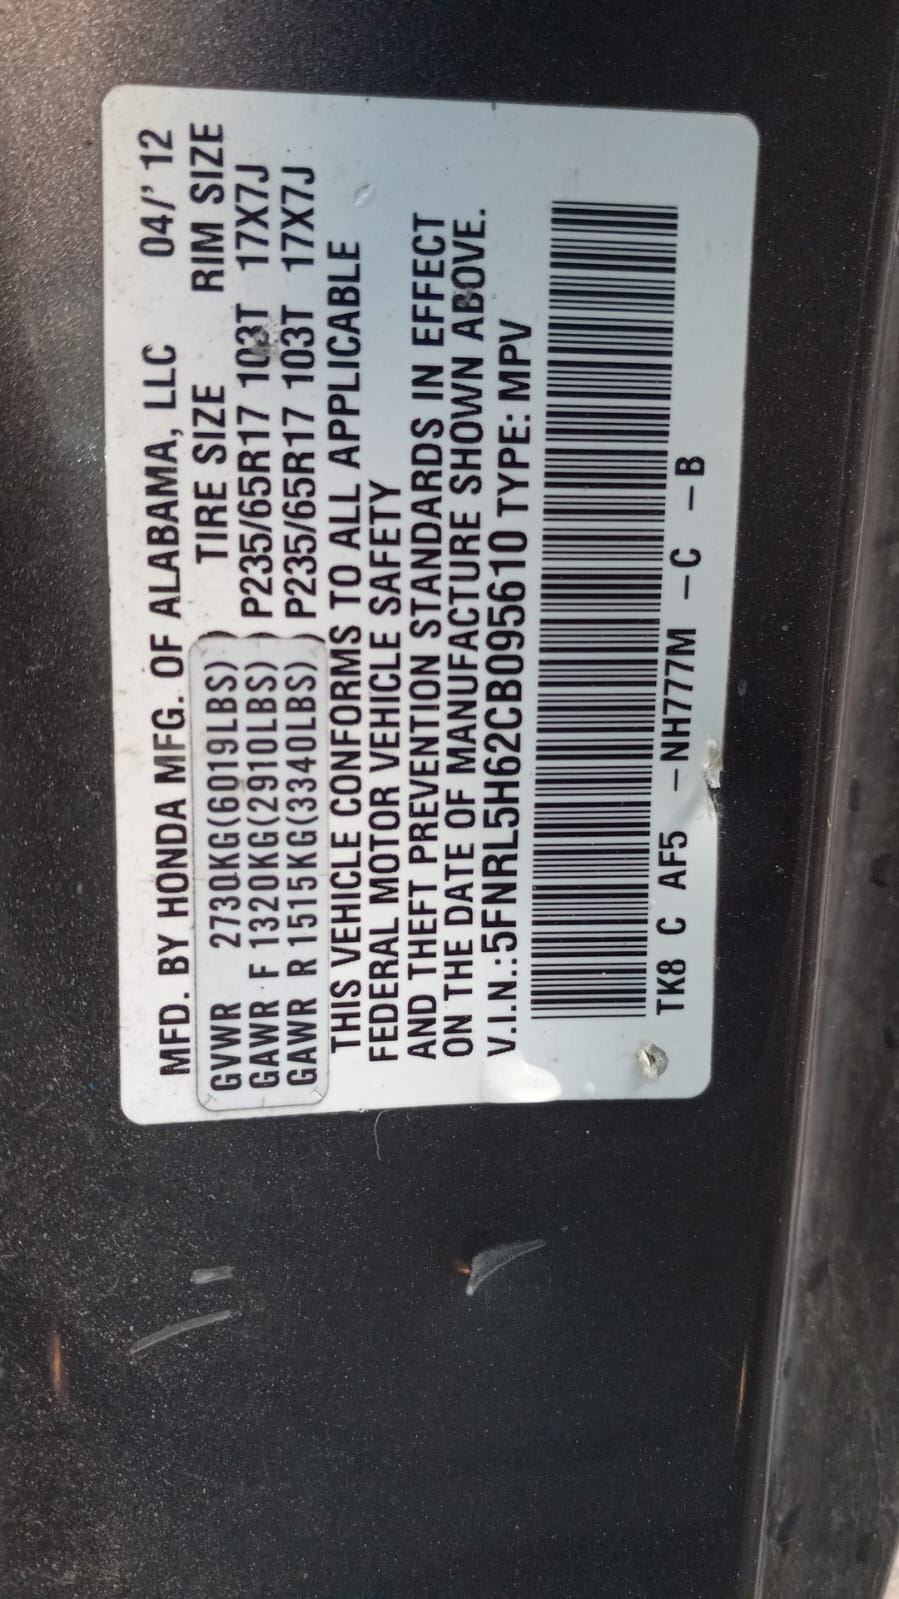 MFD. BY HONDA MFG. OF ALABAMA, LLC 04/'12
TIRE SIZE RIM SIZE
GVWR 2730KG(6019LBS)
GAWR F 1320KG(2910LBS) P235/65R17 103T 17X7J
GAWR R 1515KG(3340LBS) P235/65R17 103T 17X7J
THIS VEHICLE CONFORMS TO ALL APPLICABLE
FEDERAL MOTOR VEHICLE SAFETY
AND THEFT PREVENTION STANDARDS IN EFFECT
ON THE DATE OF MANUFACTURE SHOWN ABOVE.
V.I.N.:5FNRL5H62CB095610 TYPE: MPV
TK8 C AF5 -NH777M -C -B